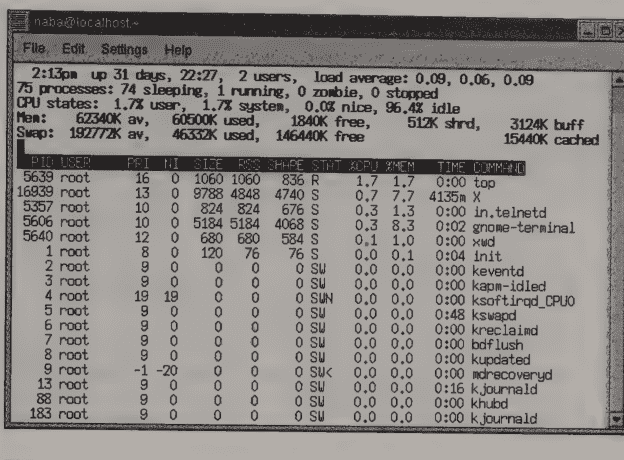 naba@localhost:~
File Edit Settings Help
2:13pm up 31 days, 22:27, 2 users, load average: 0.09, 0.06, 0.09
75 processes: 74 sleeping, 1 running, 0 zombie, 0 stopped
CPU states: 1.7% user, 1.7% system, 0.0% nice, 96.4% idle
Mem: 62340K av, 60500K used, 1840K free, 512K shrd, 3124K buff
Swap: 192772K av, 46332K used, 146440K free 15440K cached
PID USER PRI NI SIZE RSS SHARE STAT %CPU %MEM TIME COMMAND
5639 root 16 0 1060 1060 836 R 1.7 1.7 0:00 top
16939 root 13 0 9788 4848 4740 S 0.7 7.7 4135m X
5357 root 10 0 824 824 676 S 0.3 1.3 0:00 in.telnetd
5606 root 10 0 5184 5184 4068 S 0.3 8.3 0:02 gnome-terminal
5640 root 12 0 680 680 584 S 0.1 1.0 0:00 xwd
1 root 8 0 120 76 76 S 0.0 0.1 0:04 init
2 root 9 0 0 0 0 SW 0.0 0.0 0:00 keventd
3 root 9 0 0 0 0 SW 0.0 0.0 0:00 kapm-idled
4 root 19 19 0 0 0 SWN 0.0 0.0 0:00 ksoftirqd_CPU0
5 root 9 0 0 0 0 SW 0.0 0.0 0:48 kswapd
6 root 9 0 0 0 0 SW 0.0 0.0 0:00 kreclaimd
7 root 9 0 0 0 0 SW 0.0 0.0 0:00 bdflush
8 root 9 0 0 0 0 SW 0.0 0.0 0:00 kupdated
9 root -1 -20 0 0 0 SW< 0.0 0.0 0:00 mdrecoveryd
13 root 9 0 0 0 0 SW 0.0 0.0 0:16 kjournald
88 root 9 0 0 0 0 SW 0.0 0.0 0:00 khubd
183 root 9 0 0 0 0 SW 0.0 0.0 0:00 kjournald